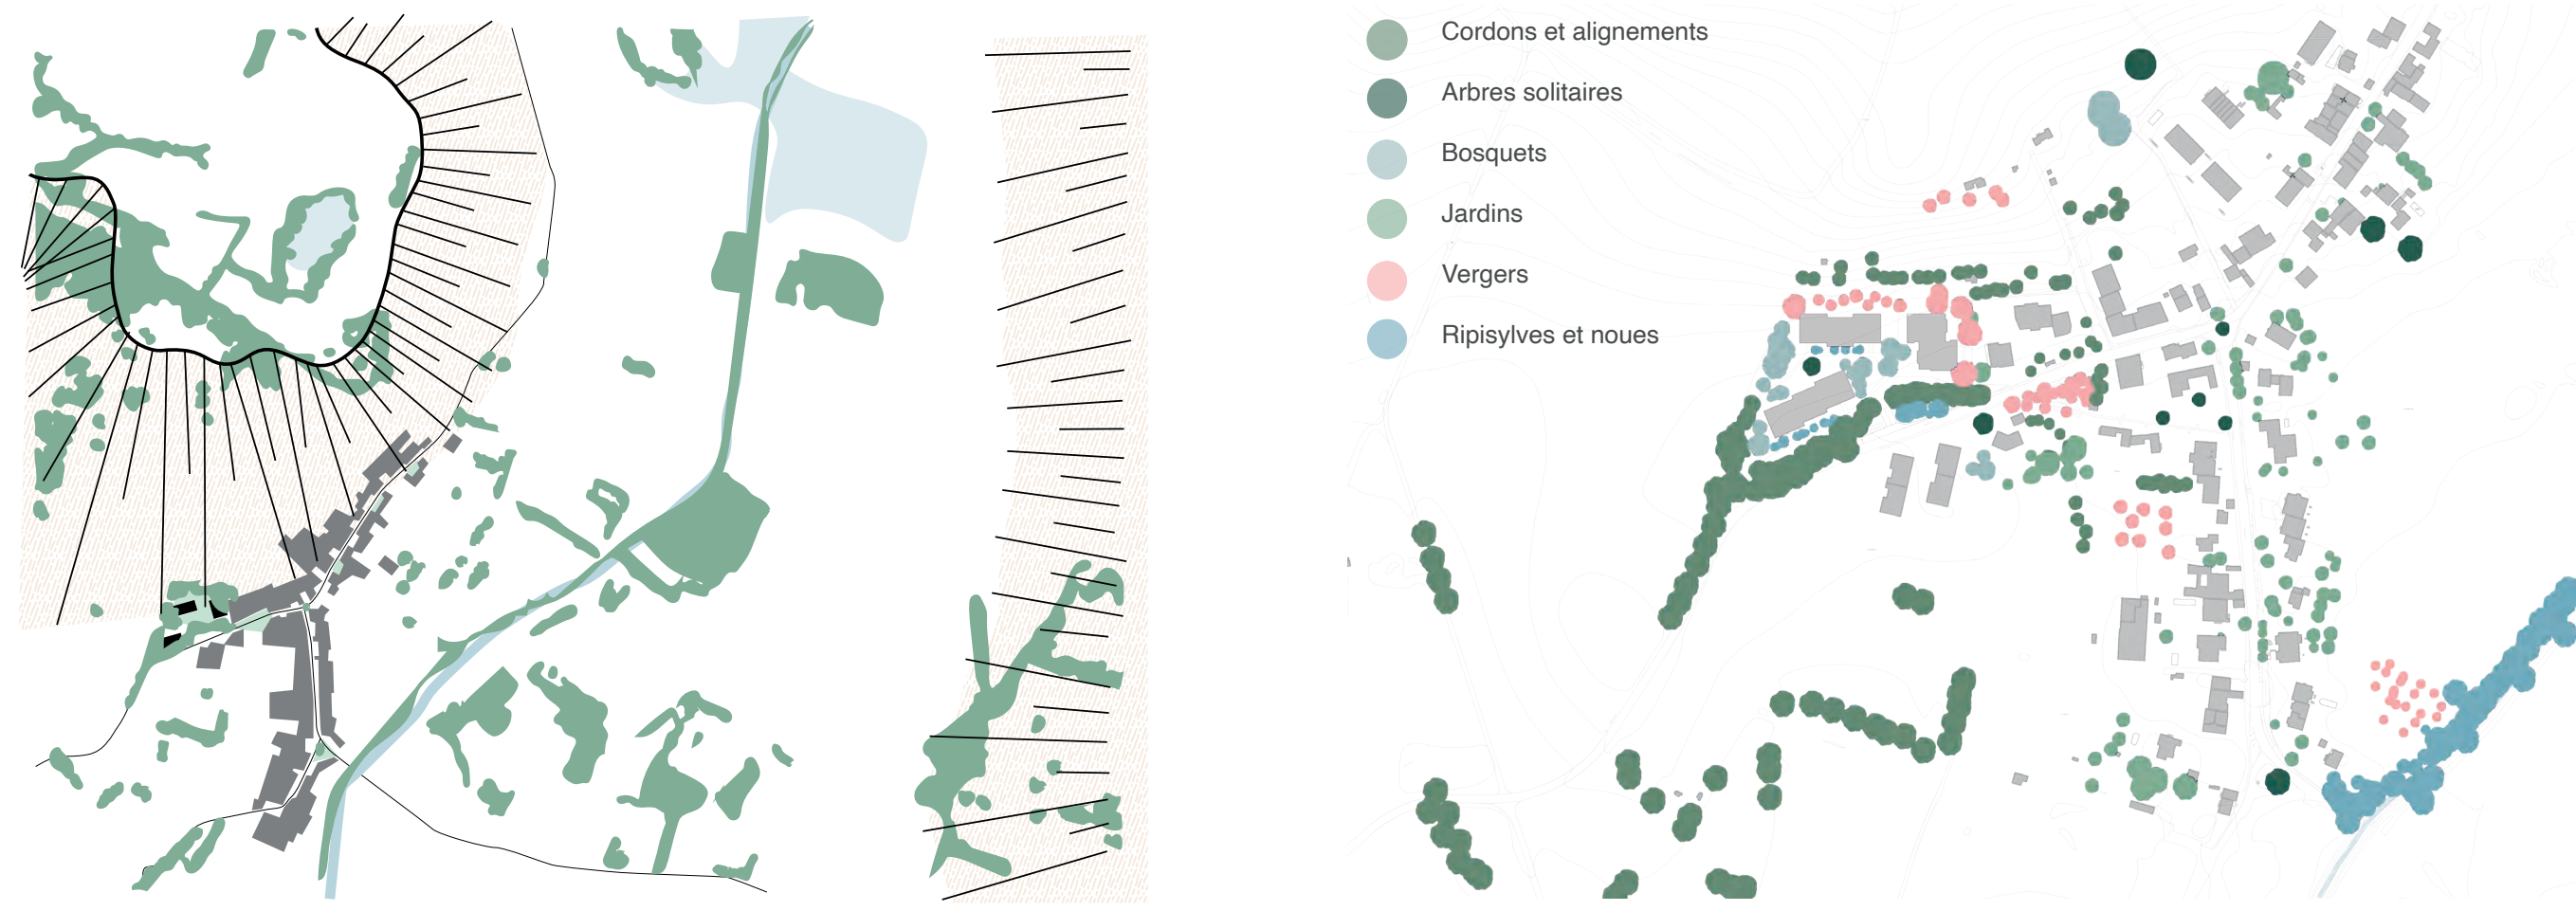 Cordons et alignements
Arbres solitaires
Bosquets
Jardins
Vergers
Ripisylves et noues